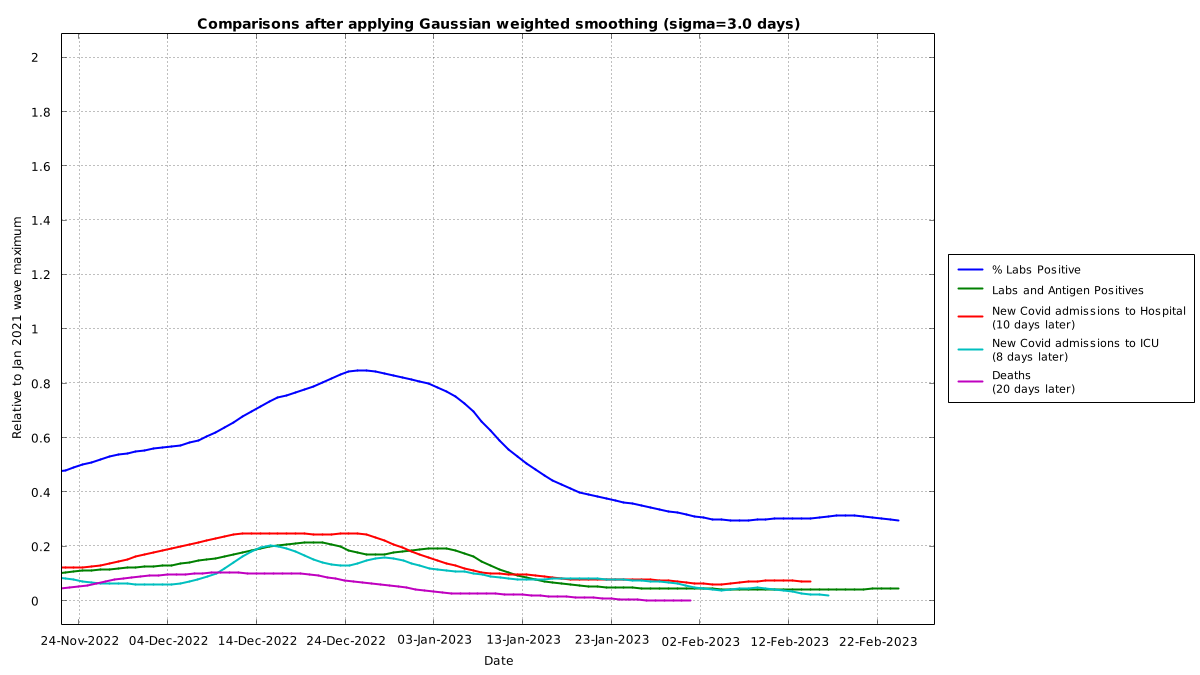 Comparisons after applying Gaussian weighted smoothing (sigma=3.0 days)
Relative to Jan 2021 wave maximum
2
1.8
1.6
1.4
1.2
1
0.8
0.6
0.4
0.2
0
24-Nov-2022 04-Dec-2022 14-Dec-2022 24-Dec-2022 03-Jan-2023 13-Jan-2023 23-Jan-2023 02-Feb-2023 12-Feb-2023 22-Feb-2023
Date
% Labs Positive
Labs and Antigen Positives
New Covid admissions to Hospital
(10 days later)
New Covid admissions to ICU
(8 days later)
Deaths
(20 days later)